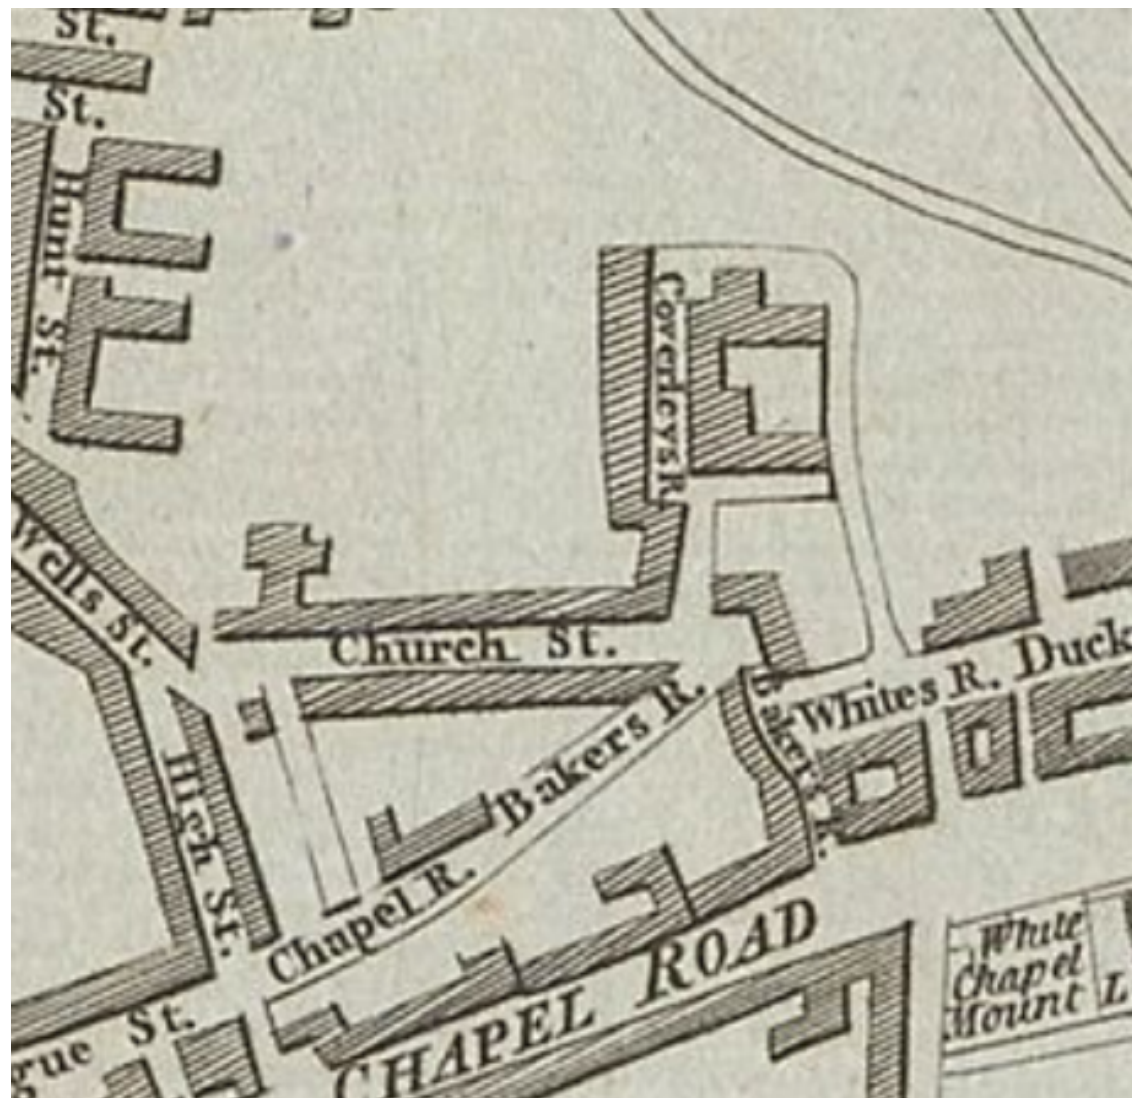 St.
St.
Hunt St.
Coverleys R.
Wells St.
Church St.
Bakers R.
Bakers R.
Whites R. Duck
High St.
Chapel R.
CHAPEL ROAD
White
Chapel
Mount
L
gue St.